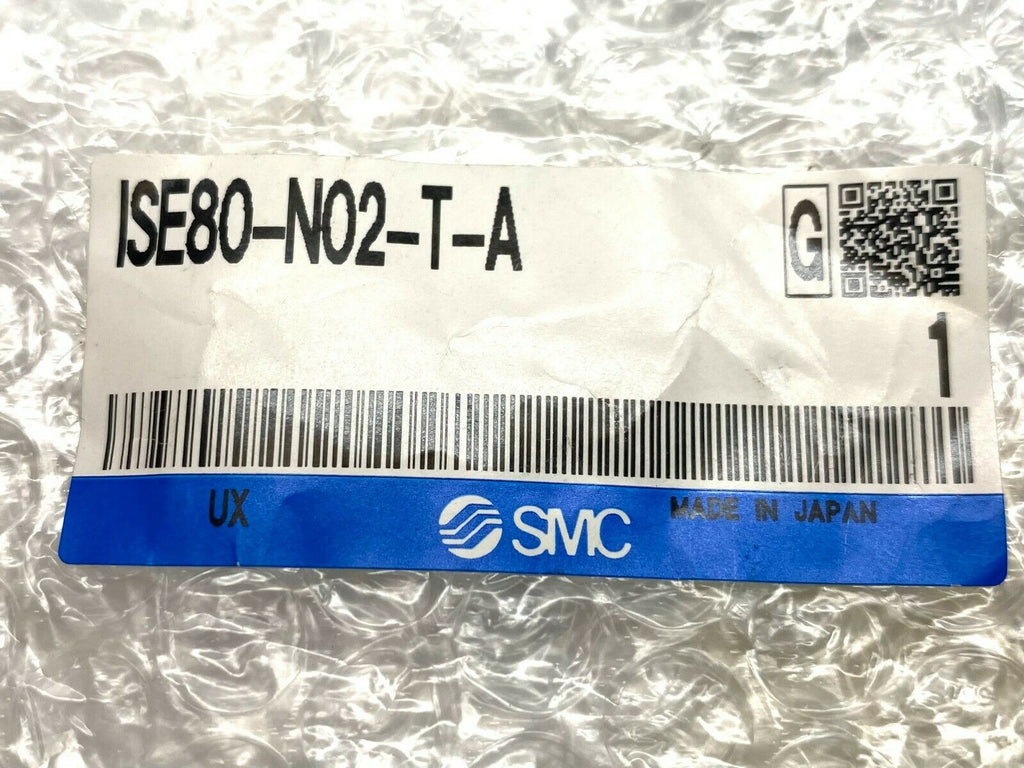 ISE80-N02-T-A
G
1
UX
SMC
MADE IN JAPAN